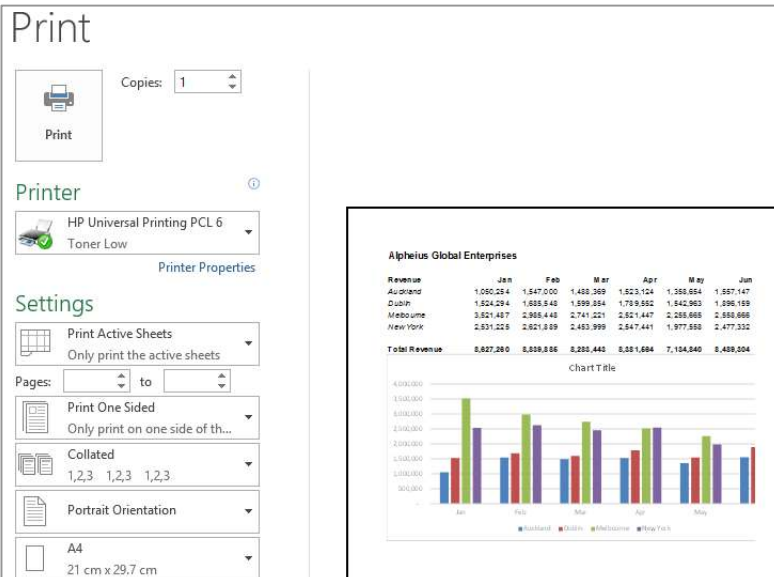 Print
Copies: 1
Print
Printer
HP Universal Printing PCL 6
Toner Low
Printer Properties
Settings
Print Active Sheets
Only print the active sheets
Pages: to
Print One Sided
Only print on one side of th...
Collated
1,2,3 1,2,3 1,2,3
Portrait Orientation
A4
21 cm x 29.7 cm
Alpheius Global Enterprises
Revenue Jan Feb Mar Apr May Jun
Auckland 1,050,254 1,547,000 1,488,369 1,523,124 1,358,654 1,557,147
Dublin 1,524,294 1,685,548 1,599,854 1,789,552 1,542,963 1,896,159
Melbourne 3,521,487 2,985,448 2,741,221 2,521,447 2,255,665 2,558,666
New York 2,531,225 2,621,889 2,453,999 2,547,441 1,977,558 2,477,332
Total Revenue 8,627,260 8,839,885 8,283,443 8,381,564 7,134,840 8,489,304
Chart Title
4,000,000
3,500,000
3,000,000
2,500,000
2,000,000
1,500,000
1,000,000
500,000
-
Jan Feb Mar Apr May
Auckland Dublin Melbourne New York